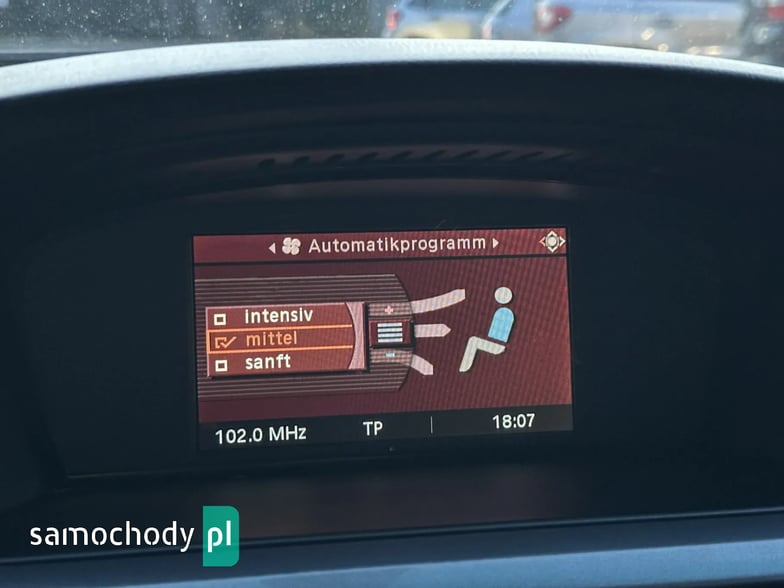 Automatikprogramm
intensiv
mittel
sanft
102.0 MHz TP 18:07
samochody pl